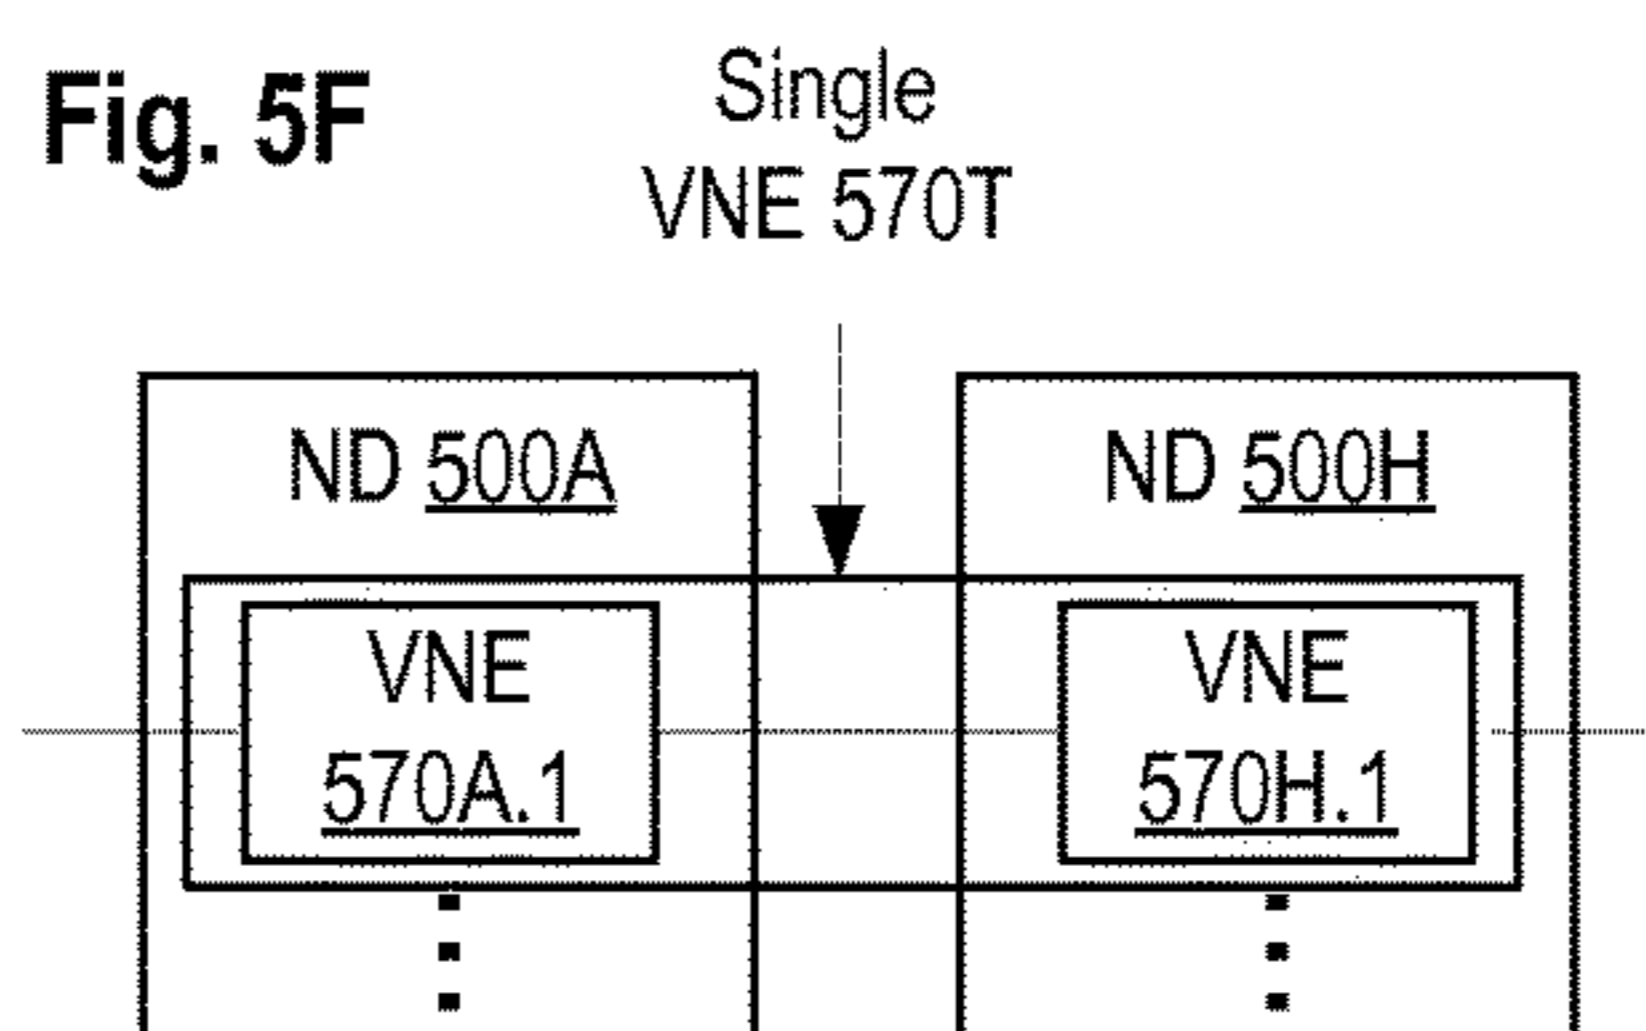 Fig. 5F
Single
VNE 570T
ND 500A
ND 500H
VNE
570A.1
VNE
570H.1